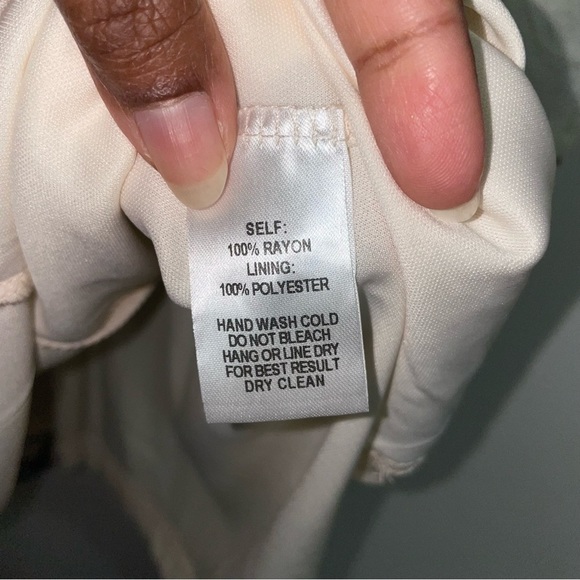 SELF:
100% RAYON
LINING:
100% POLYESTER
HAND WASH COLD
DO NOT BLEACH
HANG OR LINE DRY
FOR BEST RESULT
DRY CLEAN